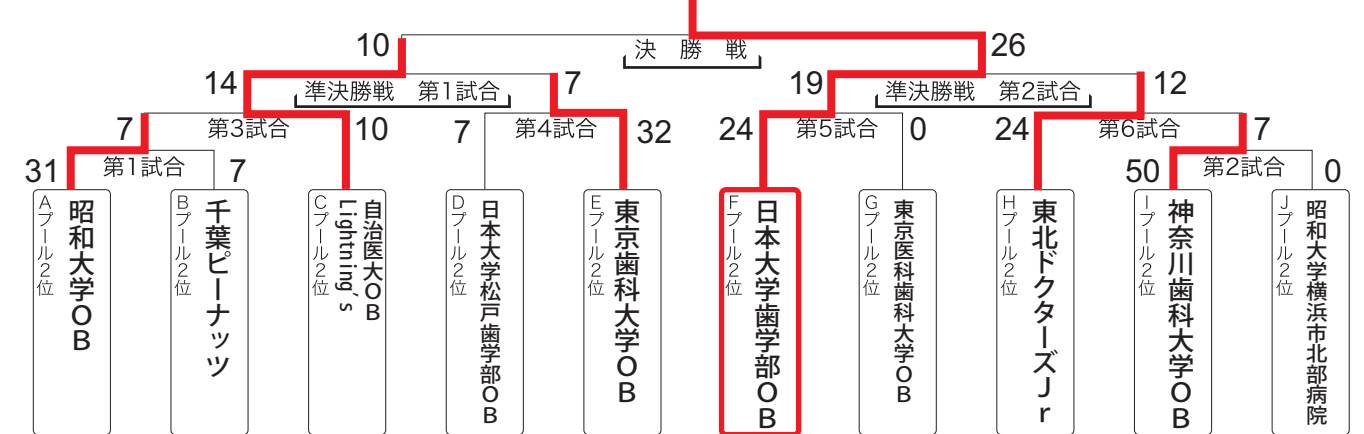 10
決勝戦
26
14
準決勝戦 第1試合
7
19
準決勝戦 第2試合
12
7
第3試合
10
7
第4試合
32
24
第5試合
0
24
第6試合
7
31
第1試合
7
50
第2試合
0
Aプール2位
昭和大学OB
Bプール2位
千葉ピーナッツ
Cプール2位
自治医大OB
Lightning's
Dプール2位
日本大学松戸歯学部OB
Eプール2位
東京歯科大学OB
Fプール2位
日本大学歯学部OB
Gプール2位
東京医科歯科大学OB
Hプール2位
東北ドクターズJr
Iプール2位
神奈川歯科大学OB
Jプール2位
昭和大学横浜市北部病院